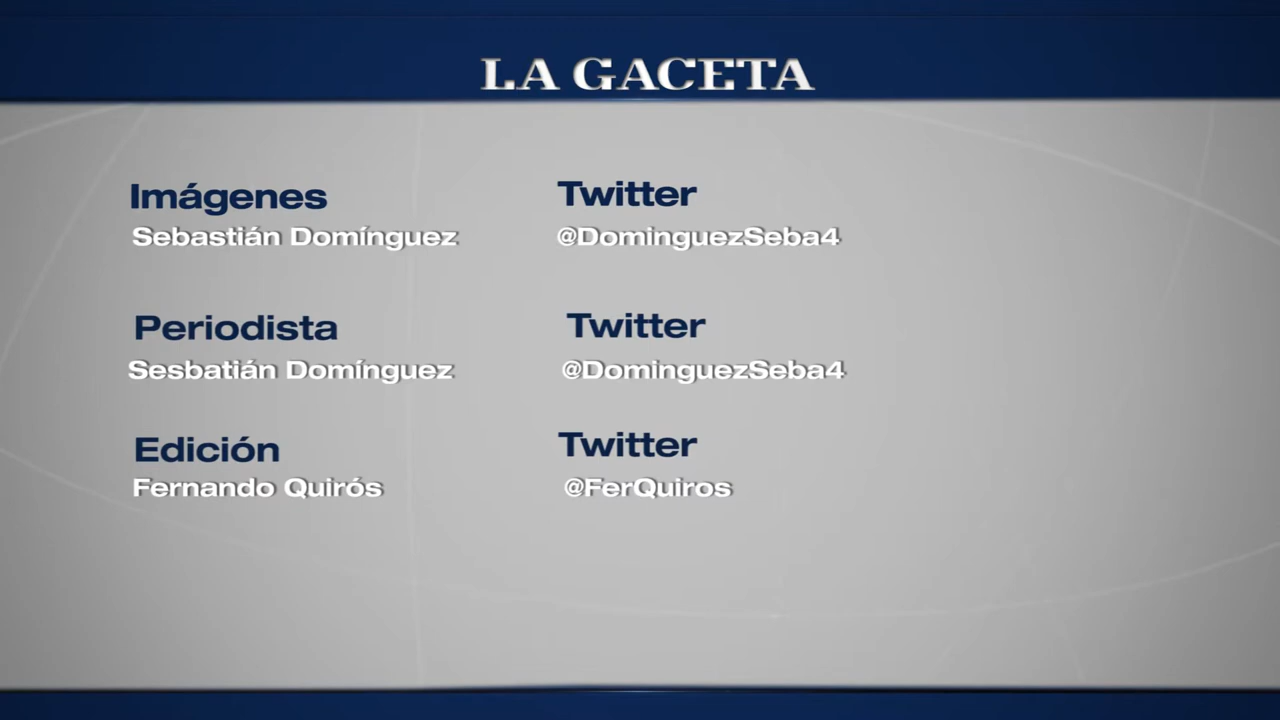 LA GACETA
Imágenes
Twitter
Sebastián Domínguez
@DominguezSeba4
Periodista
Twitter
Sesbatián Domínguez
@DominguezSeba4
Edición
Twitter
Fernando Quirós
@FerQuiros